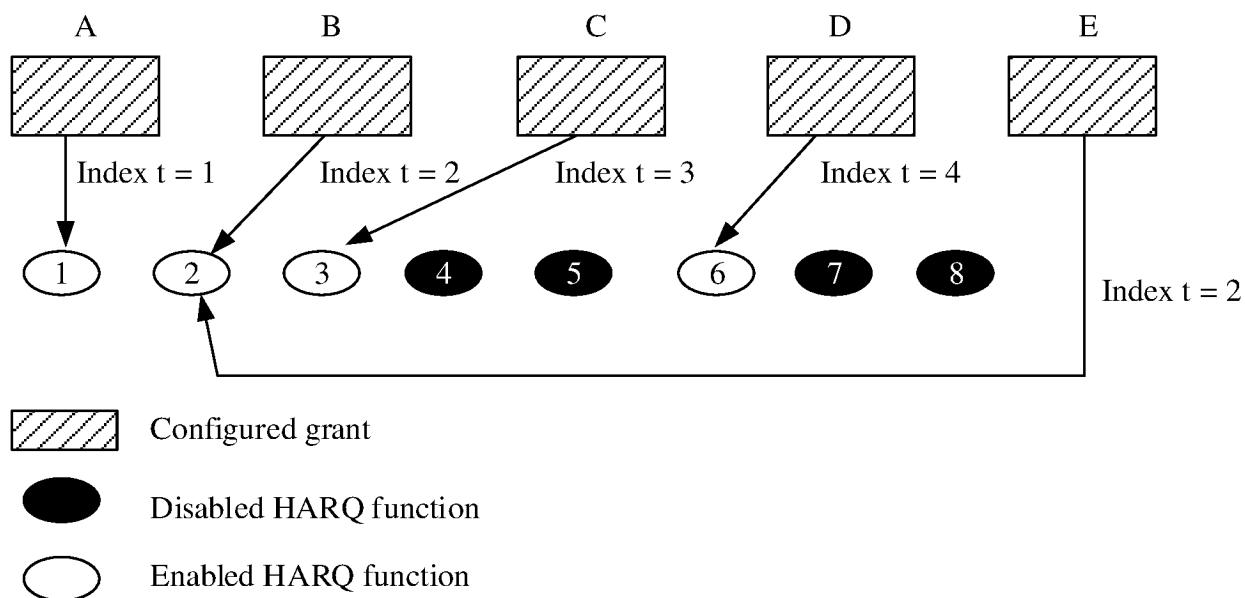 A B C D E
Index t = 1 Index t = 2 Index t = 3 Index t = 4
1 2 3 4 5 6 7 8
Index t = 2
Configured grant
Disabled HARQ function
Enabled HARQ function